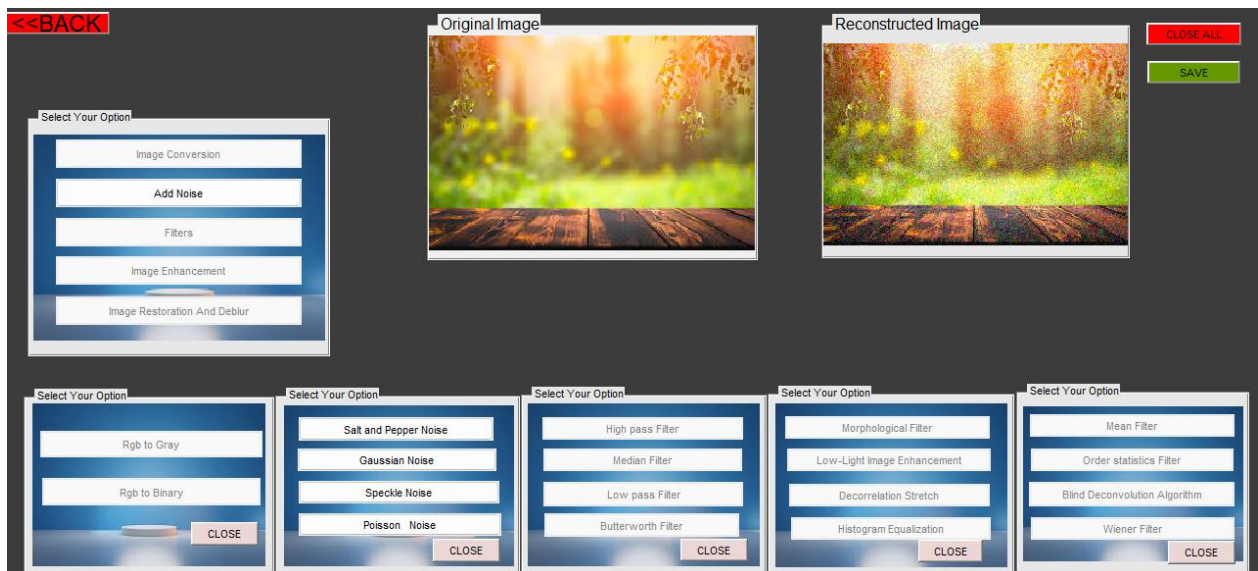 <<BACK
Original Image
Reconstructed Image
CLOSE ALL
SAVE
Select Your Option
Image Conversion
Add Noise
Filters
Image Enhancement
Image Restoration And Deblur
Select Your Option
Rgb to Gray
Rgb to Binary
CLOSE
Select Your Option
Salt and Pepper Noise
Gaussian Noise
Speckle Noise
Poisson Noise
CLOSE
Select Your Option
High pass Filter
Median Filter
Low pass Filter
Butterworth Filter
CLOSE
Select Your Option
Morphological Filter
Low-Light Image Enhancement
Decorrelation Stretch
Histogram Equalization
CLOSE
Select Your Option
Mean Filter
Order statistics Filter
Blind Deconvolution Algorithm
Wiener Filter
CLOSE